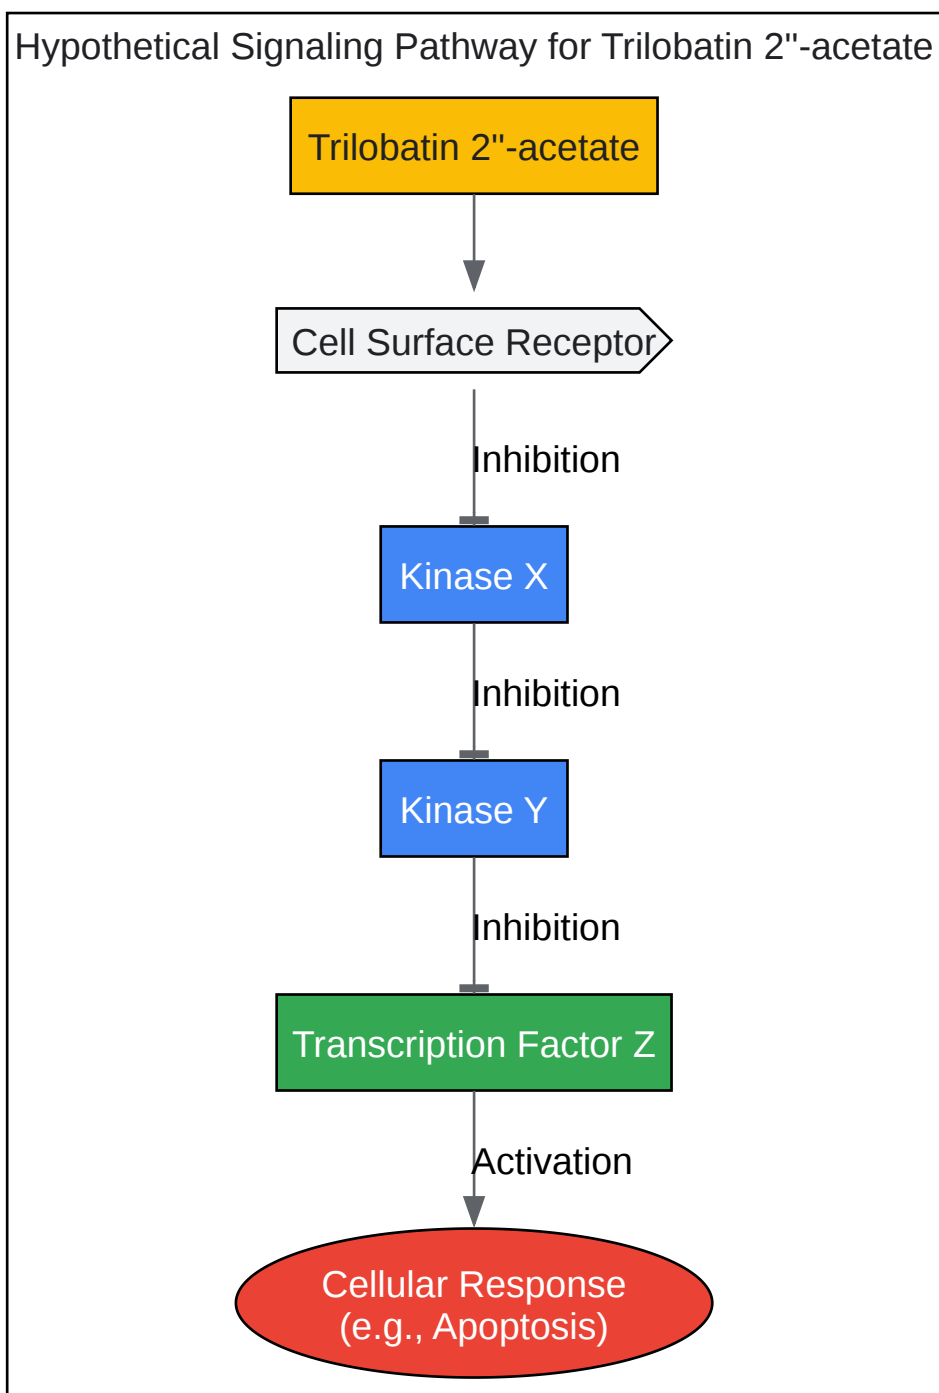 Hypothetical Signaling Pathway for Trilobatin 2"-acetate
Trilobatin 2"-acetate
Cell Surface Receptor
Inhibition
Kinase X
Inhibition
Kinase Y
Inhibition
Transcription Factor Z
Activation
Cellular Response
(e.g., Apoptosis)